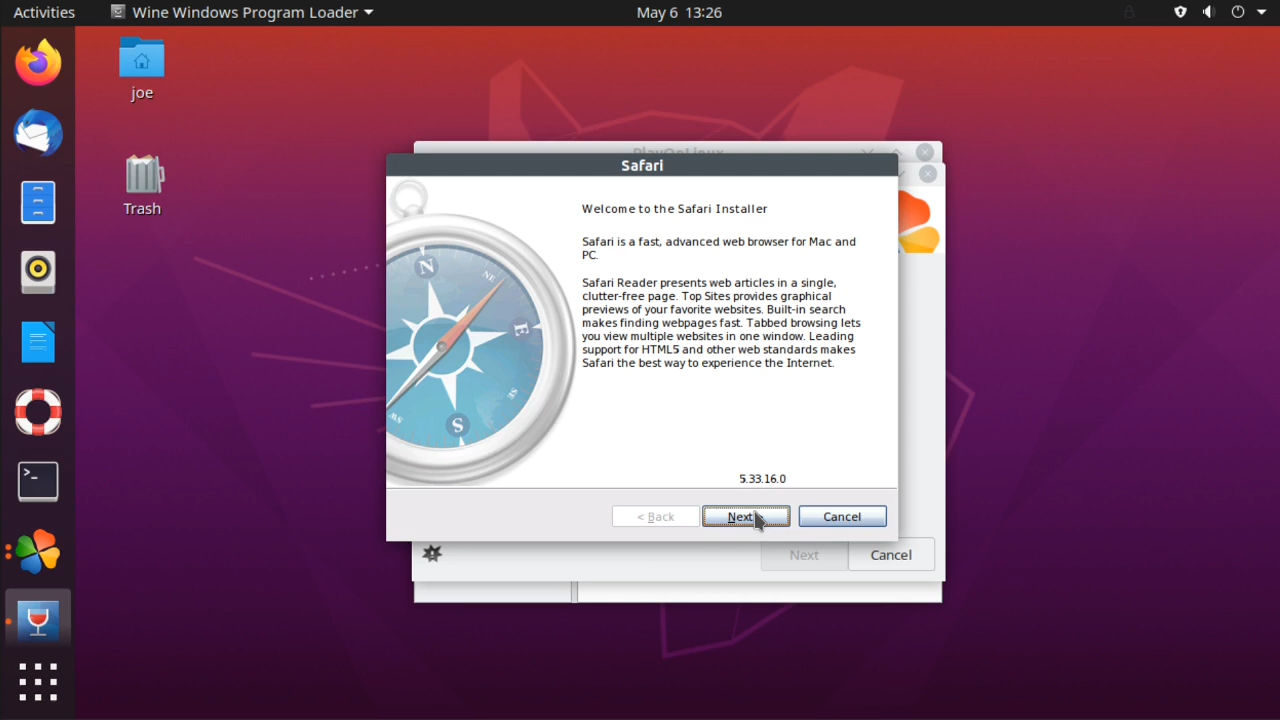 Activities
Wine Windows Program Loader
May 6 13:26
joe
Trash
PlayOnLinux
Safari
Welcome to the Safari Installer
Safari is a fast, advanced web browser for Mac and
PC.
Safari Reader presents web articles in a single,
clutter-free page. Top Sites provides graphical
previews of your favorite websites. Built-in search
makes finding webpages fast. Tabbed browsing lets
you view multiple websites in one window. Leading
support for HTML5 and other web standards makes
Safari the best way to experience the Internet.
N
NE
E
SE
S
SW
5.33.16.0
< Back
Next >
Cancel
Next
Cancel